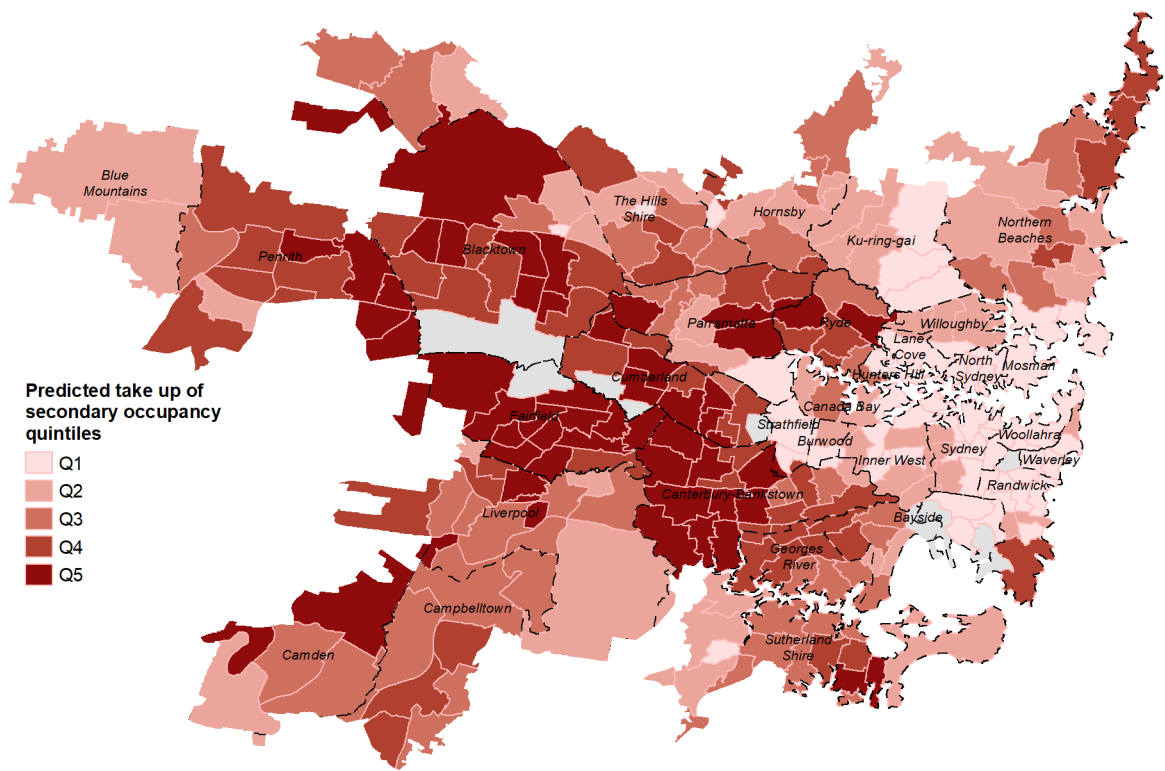 Blue
Mountains
The Hills
Shire
Hornsby
Ku-ring-gai
Northern
Beaches
Penrith
Blacktown
Parramatta
Ryde
Willoughby
Lane
Cove
North
Sydney
Mosman
Hunters Hill
Cumberland
Predicted take up of
secondary occupancy
quintiles
Q1
Q2
Q3
Q4
Q5
Fairfield
Canada Bay
Strathfield
Burwood
Woollahra
Sydney
Waverley
Inner West
Randwick
Canterbury-Bankstown
Liverpool
Bayside
Georges
River
Campbelltown
Sutherland
Shire
Camden